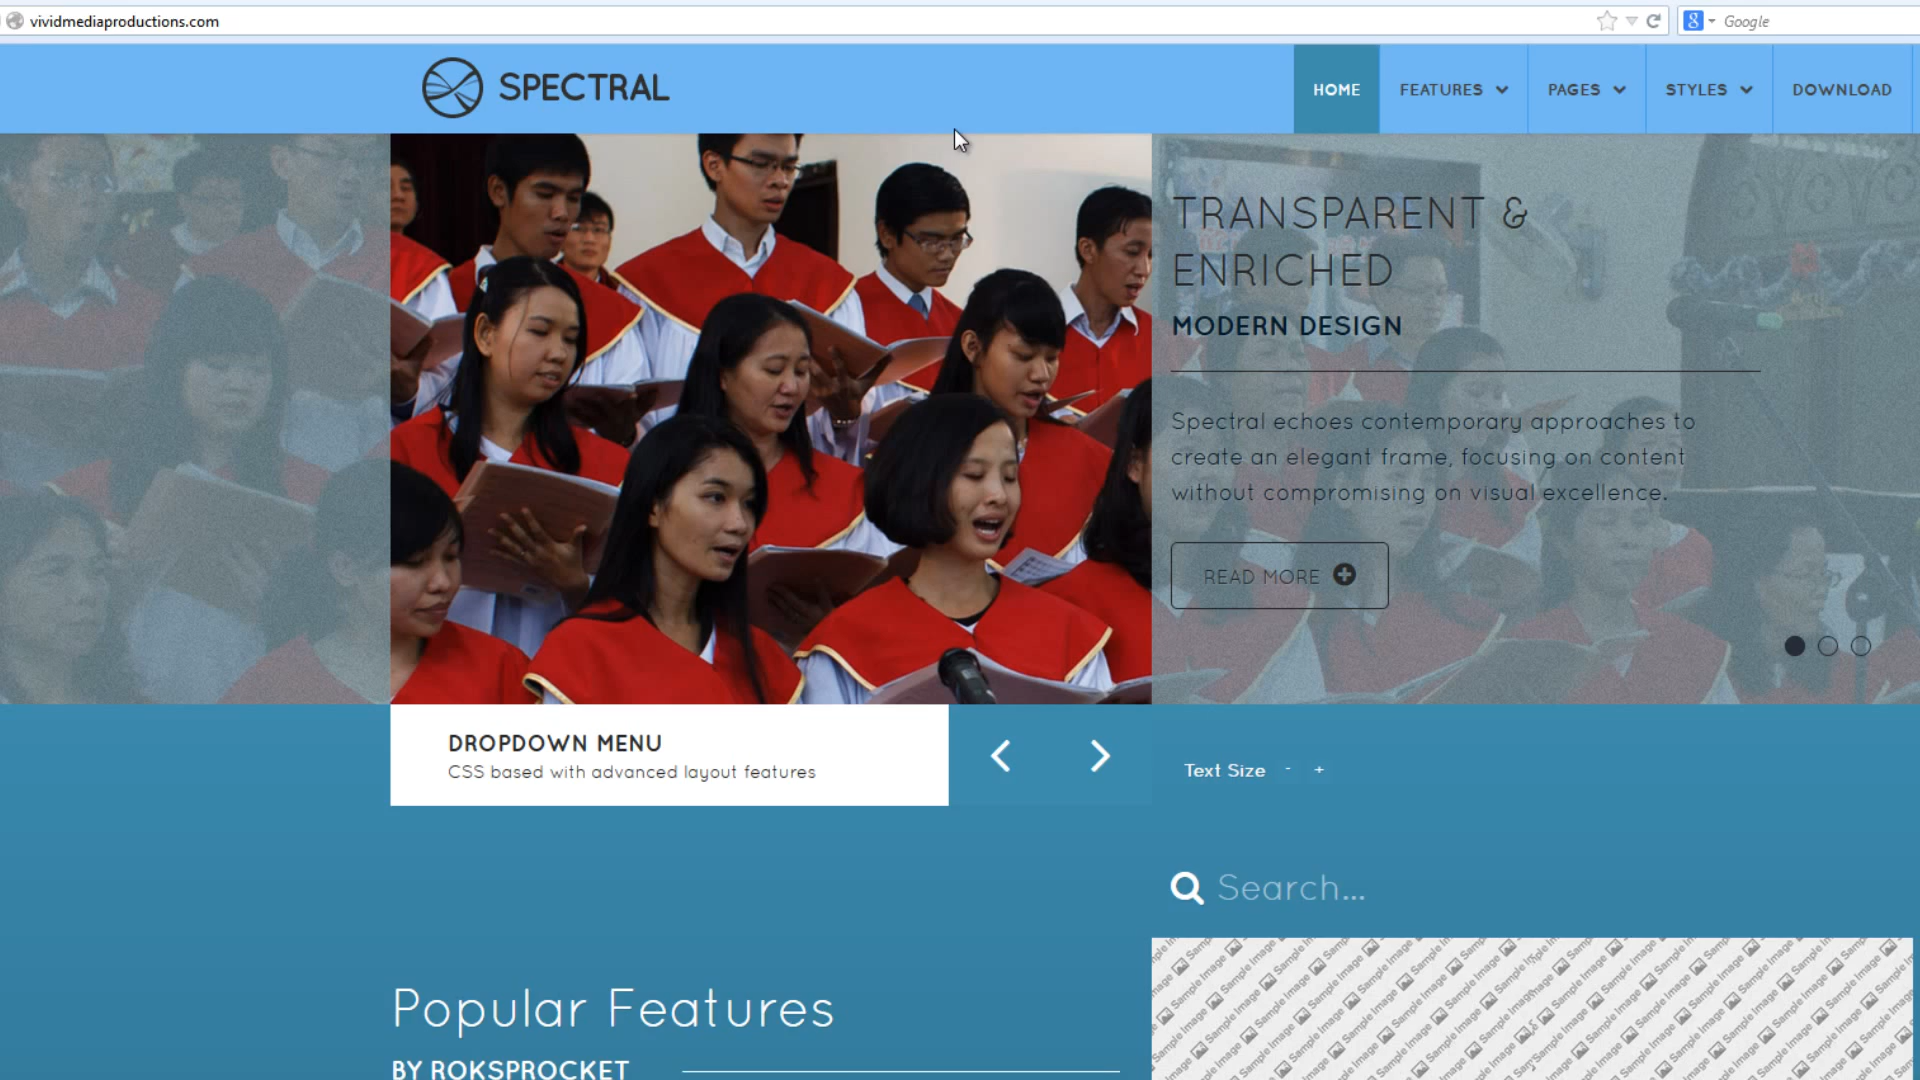 vividmediaproductions.com
Google
SPECTRAL
HOME FEATURES PAGES STYLES DOWNLOAD
TRANSPARENT &
ENRICHED
MODERN DESIGN
Spectral echoes contemporary approaches to
create an elegant frame, focusing on content
without compromising on visual excellence.
READ MORE
DROPDOWN MENU
CSS based with advanced layout features
Text Size - +
Search...
Sample Image
Popular Features
BY ROKSPROCKET